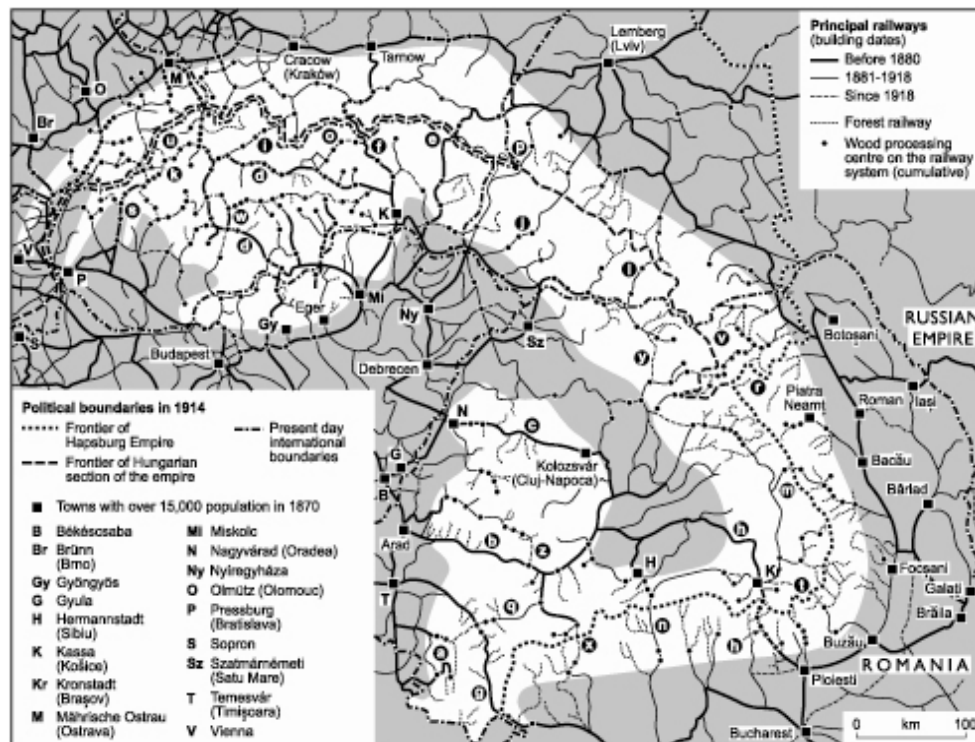 Principal railways
(building dates)
Before 1880
1881-1918
Since 1918
Forest railway
Wood processing
centre on the railway
system (cumulative)
Lemberg
(Lviv)
Cracow
(Kraków)
Tarnow
M
O
Br
u
l
o
f
e
p
k
d
s
w
K
j
V
d
i
l
P
Mi
Eger
Gy
Ny
S
Sz
v
Botoşani
RUSSIAN
EMPIRE
Budapest
Debrecen
y
r
Piatra
Neamt
Iaşi
Roman
N
c
Kolozsvár
(Cluj-Napoca)
Bacău
G
B
m
Bârlad
Arad
b
z
h
H
K
t
Focşani
Galaţi
T
q
n
Brăila
a
x
h
Buzău
g
ROMANIA
Ploiesti
Bucharest
0 km 100
Political boundaries in 1914
Frontier of
Hapsburg Empire
Present day
international
boundaries
Frontier of Hungarian
section of the empire
Towns with over 15,000 population in 1870
B Békéscsaba
Br Brünn
(Brno)
Gy Gyöngyös
G Gyula
H Hermannstadt
(Sibiu)
K Kassa
(Košice)
Kr Kronstadt
(Braşov)
M Mährische Ostrau
(Ostrava)
Mi Miskolc
N Nagyvárad (Oradea)
Ny Nyiregyháza
O Olmütz (Olomouc)
P Pressburg
(Bratislava)
S Sopron
Sz Szatmárnémeti
(Satu Mare)
T Temesvár
(Timişoara)
V Vienna